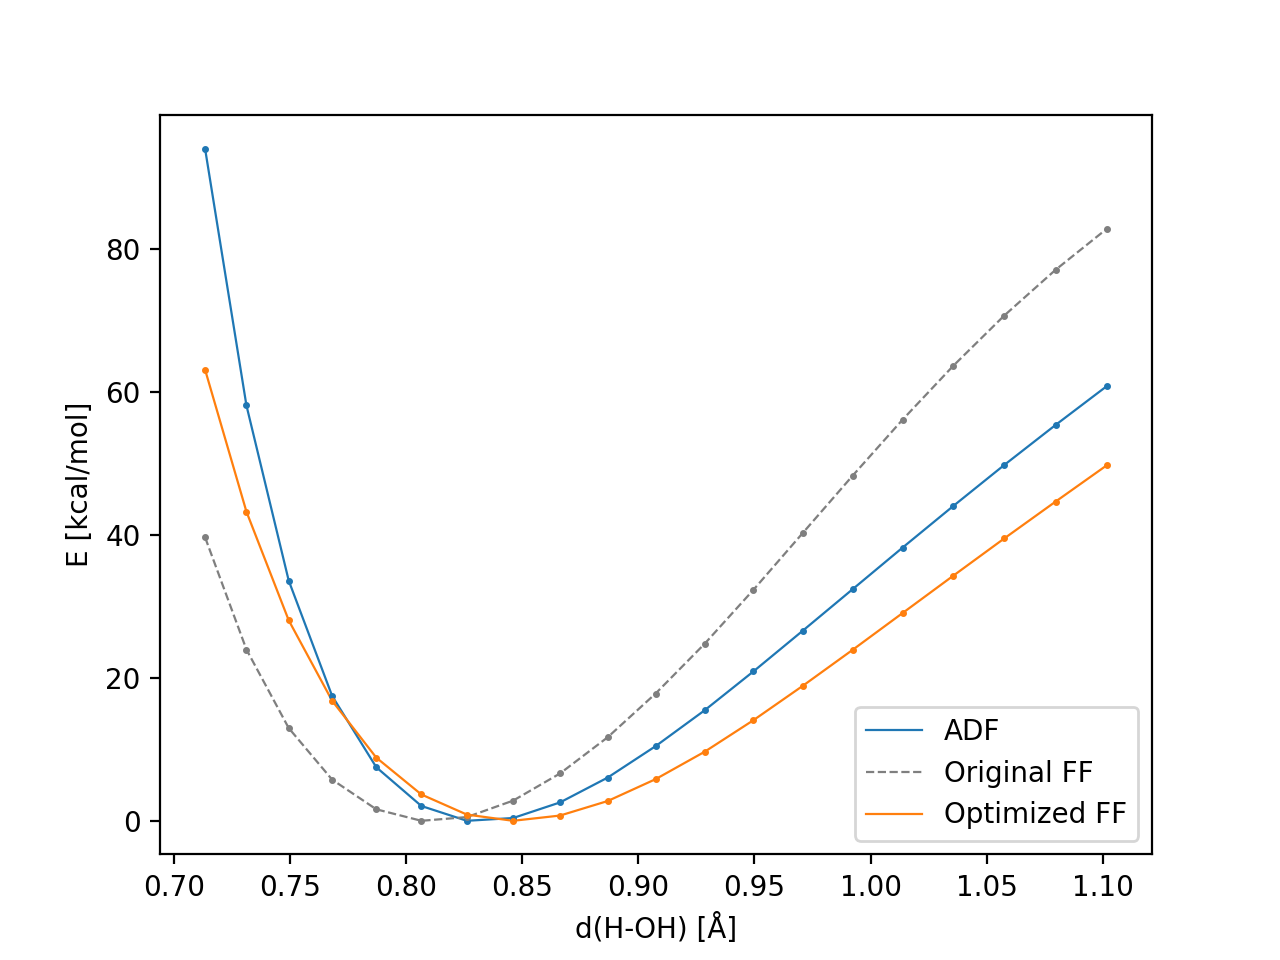 E [kcal/mol]
80
60
40
20
0
0.70 0.75 0.80 0.85 0.90 0.95 1.00 1.05 1.10
d(H-OH) [Å]
ADF
Original FF
Optimized FF